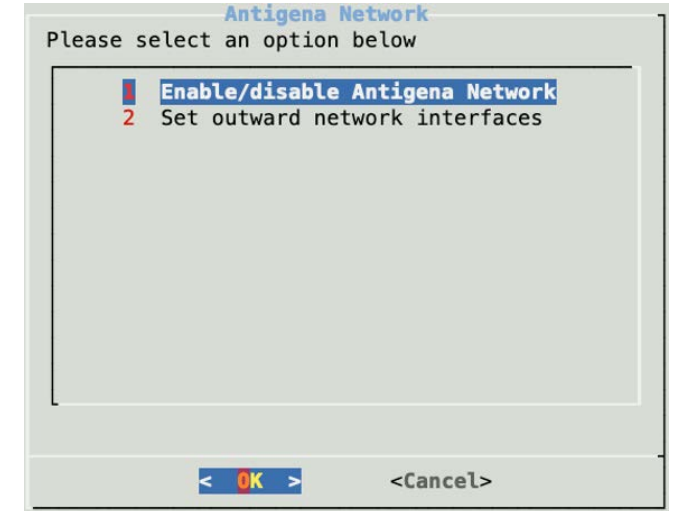 Antigena Network
Please select an option below
1 Enable/disable Antigena Network
2 Set outward network interfaces
< OK > <Cancel>